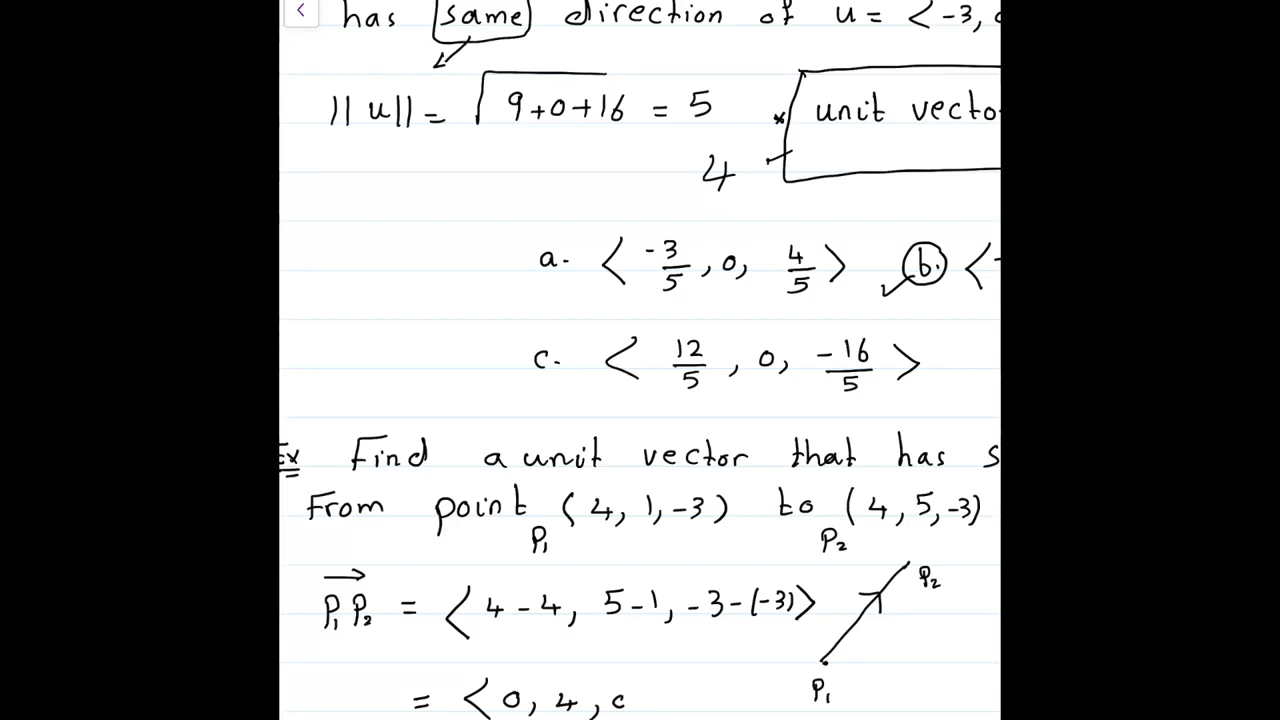 has same direction of u = < -3,
||u|| = √9+0+16 = 5
* unit vecto
4
a. < -3/5 , 0, 4/5 > b. < -
c. < 12/5 , 0, -16/5 >
Ex Find a unit vector that has s
From point (4, 1, -3) to (4, 5, -3)
P₁ P₂
P₁P₂ = < 4-4, 5-1, -3-(-3) >
P₂
P₁
= < 0, 4,